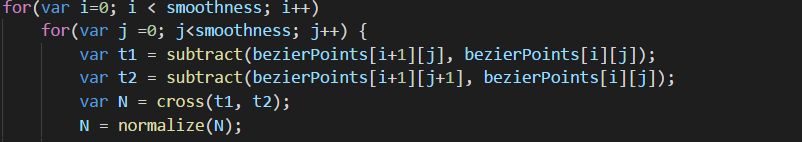 for(var i=0; i < smoothness; i++)
for(var j =0; j<smoothness; j++) {
var t1 = subtract(bezierPoints[i+1][j], bezierPoints[i][j]);
var t2 = subtract(bezierPoints[i+1][j+1], bezierPoints[i][j]);
var N = cross(t1, t2);
N = normalize(N);